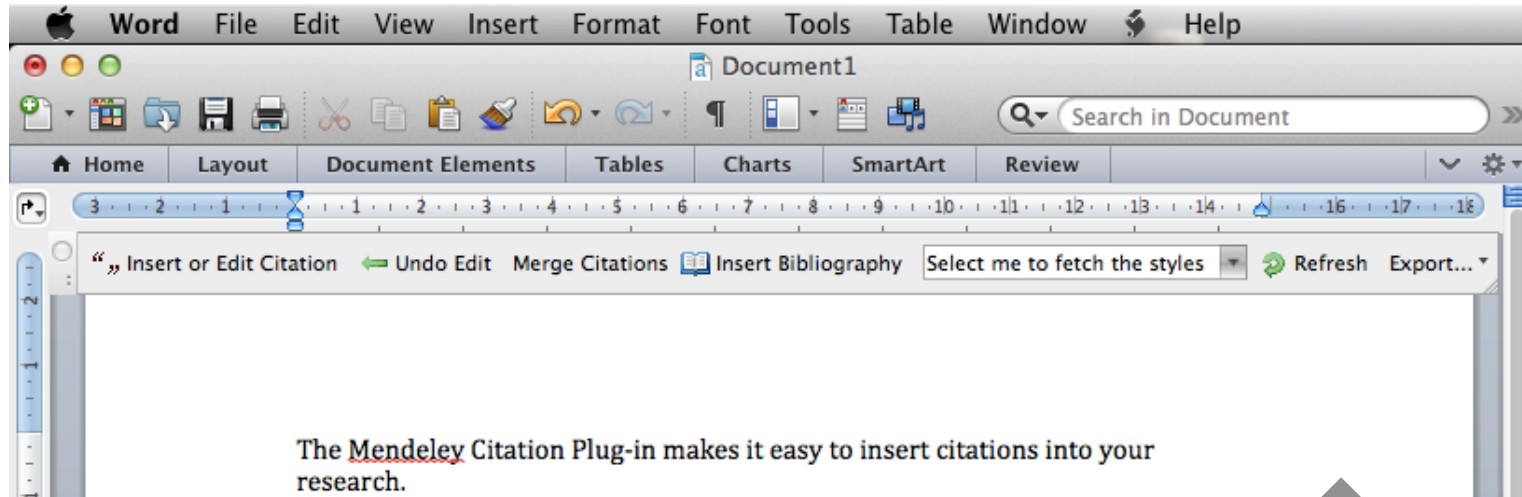 Word File Edit View Insert Format Font Tools Table Window Help
Document1
Search in Document
Home Layout Document Elements Tables Charts SmartArt Review
3 2 1 1 2 3 4 5 6 7 8 9 10 11 12 13 14 16 17 18
“„ Insert or Edit Citation Undo Edit Merge Citations Insert Bibliography Select me to fetch the styles Refresh Export...
2
1
1
The Mendeley Citation Plug-in makes it easy to insert citations into your
research.